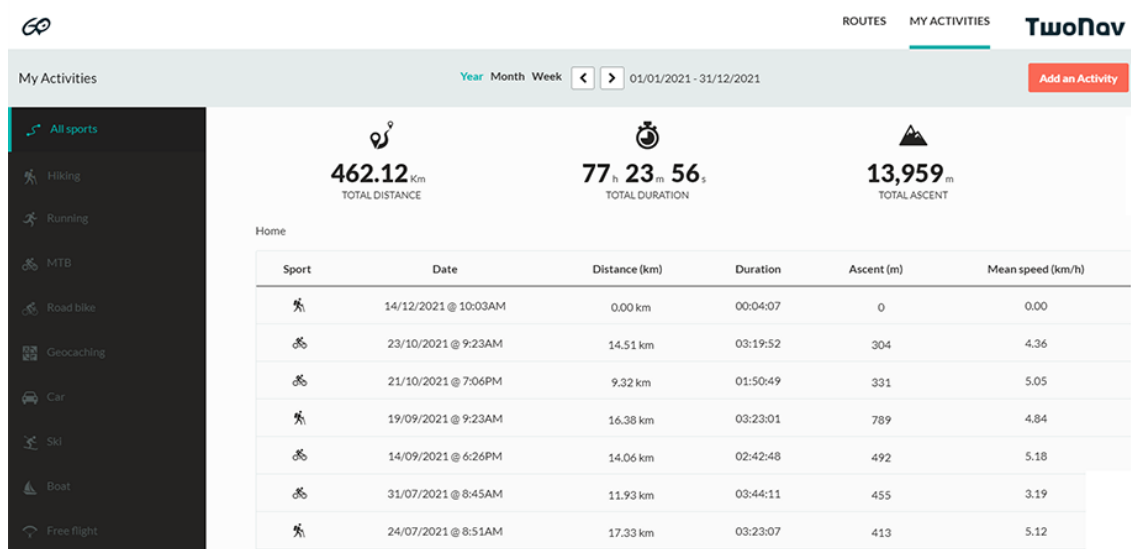 GO
ROUTES MY ACTIVITIES TwoNav
My Activities Year Month Week 01/01/2021 - 31/12/2021 Add an Activity
All sports
Hiking
Running
MTB
Road bike
Geocaching
Car
Ski
Boat
Free flight
462.12 Km 77 h 23 m 56 s 13,959 m
TOTAL DISTANCE TOTAL DURATION TOTAL ASCENT
Home
Sport Date Distance (km) Duration Ascent (m) Mean speed (km/h)
14/12/2021 @ 10:03AM 0.00 km 00:04:07 0 0.00
23/10/2021 @ 9:23AM 14.51 km 03:19:52 304 4.36
21/10/2021 @ 7:06PM 9.32 km 01:50:49 331 5.05
19/09/2021 @ 9:23AM 16.38 km 03:23:01 789 4.84
14/09/2021 @ 6:26PM 14.06 km 02:42:48 492 5.18
31/07/2021 @ 8:45AM 11.93 km 03:44:11 455 3.19
24/07/2021 @ 8:51AM 17.33 km 03:23:07 413 5.12